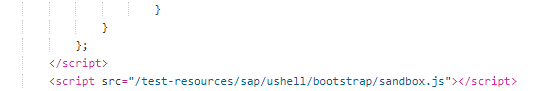 }
}
};
</script>
<script src="/test-resources/sap/ushell/bootstrap/sandbox.js"></script>